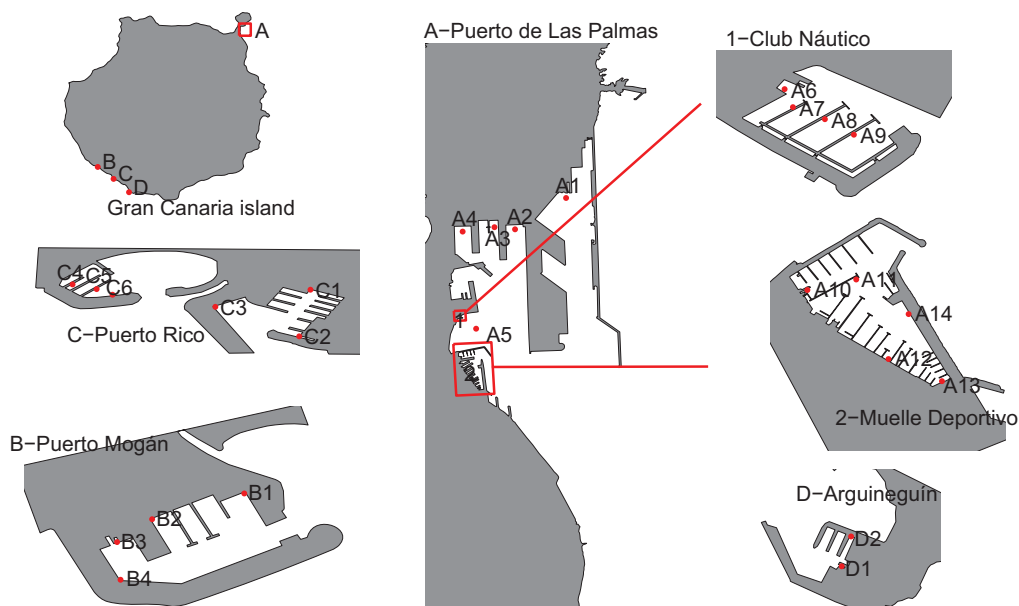 A
B
C
D
Gran Canaria island
C4
C5
C6
C1
C3
C2
C−Puerto Rico
B−Puerto Mogán
B1
B2
B3
B4
A−Puerto de Las Palmas
A1
A4
A3
A2
1
A5
1−Club Náutico
A6
A7
A8
A9
A10
A11
A14
A12
A13
2−Muelle Deportivo
D−Arguineguín
D2
D1